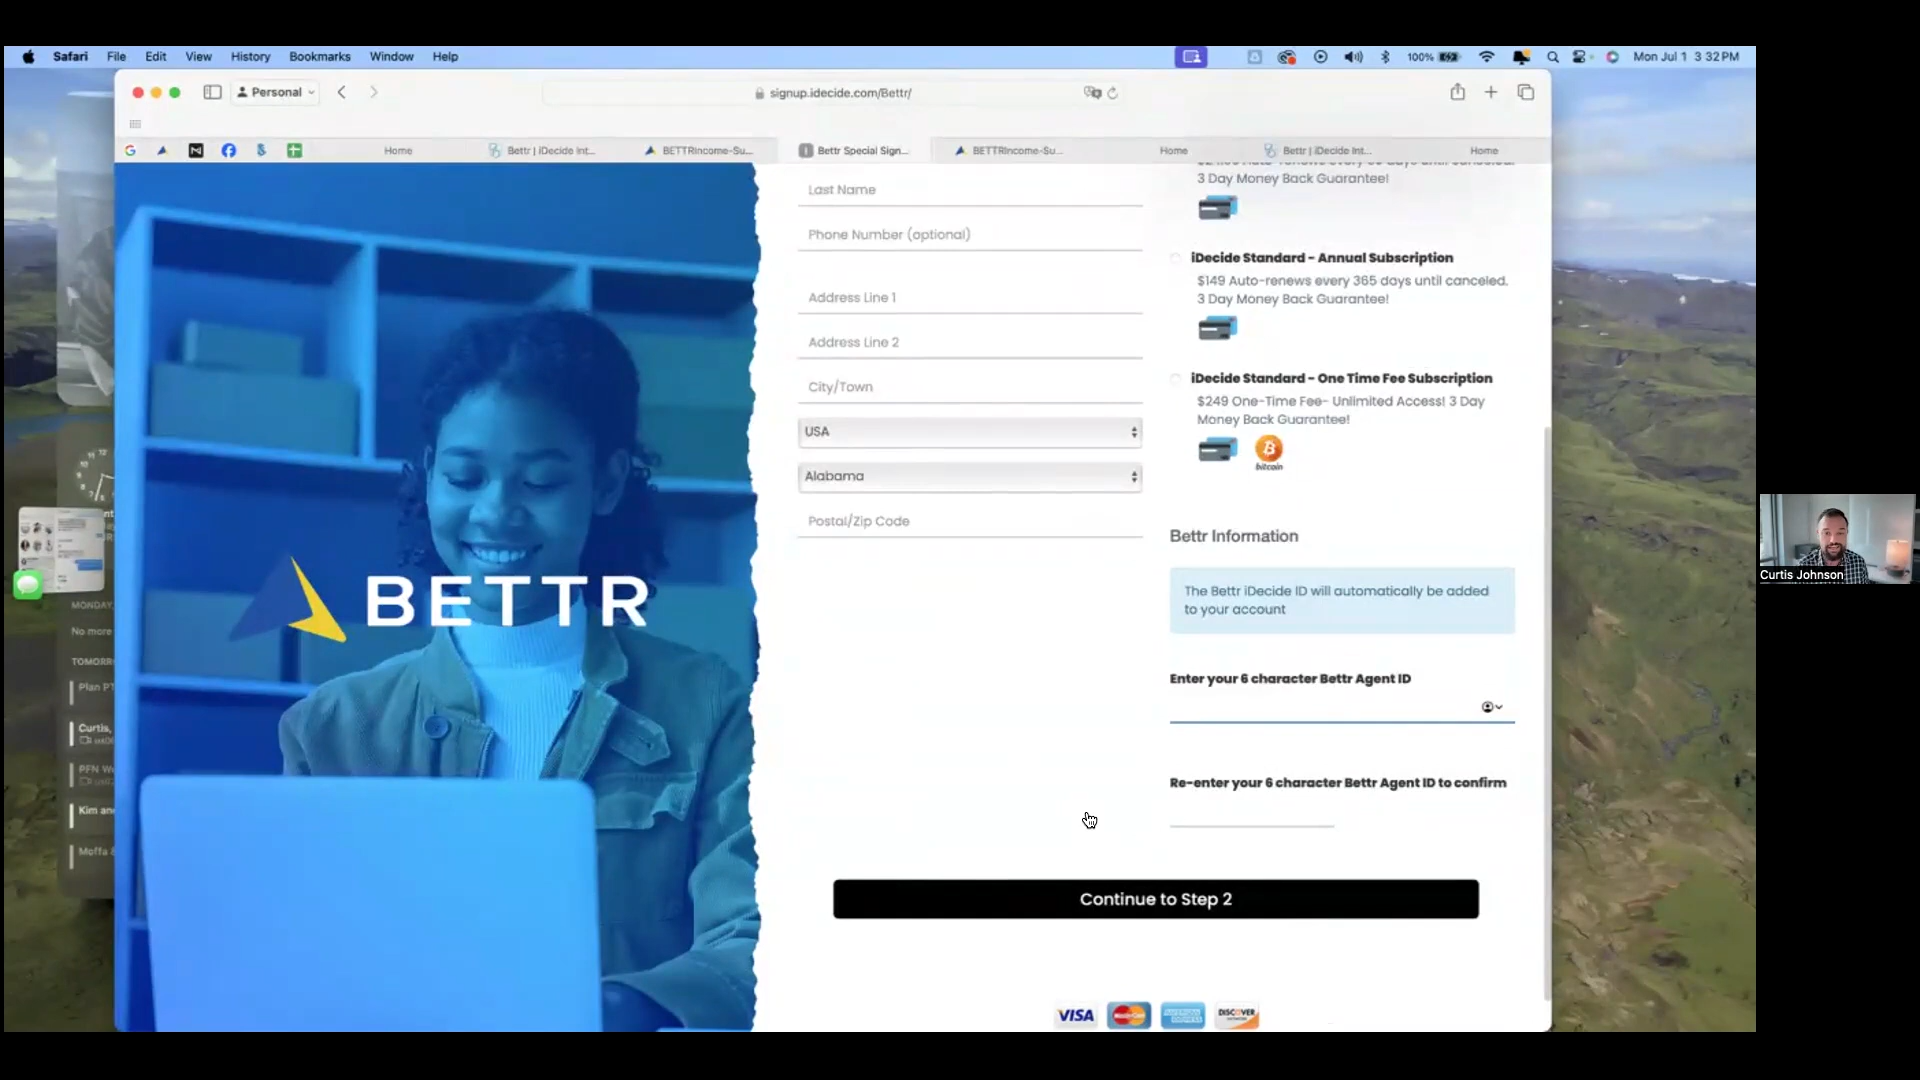 Safari File Edit View History Bookmarks Window Help
100%
Mon Jul 1 3:32 PM
Personal
signup.idecide.com/Bettr/
Home
Bettr | iDecide Int...
BETTRincome-Su...
Bettr Special Sign...
BETTRincome-Su...
Home
Bettr | iDecide Int...
Home
Last Name
Phone Number (optional)
Address Line 1
Address Line 2
City/Town
USA
Alabama
Postal/Zip Code
3 Day Money Back Guarantee!
iDecide Standard - Annual Subscription
$149 Auto-renews every 365 days until canceled.
3 Day Money Back Guarantee!
iDecide Standard - One Time Fee Subscription
$249 One-Time Fee- Unlimited Access! 3 Day
Money Back Guarantee!
bitcoin
Bettr Information
The Bettr iDecide ID will automatically be added
to your account
Enter your 6 character Bettr Agent ID
Re-enter your 6 character Bettr Agent ID to confirm
Continue to Step 2
VISA
MasterCard
DISCOVER
BETTR
MONDAY,
No more
TOMORR
Plan PT
Curtis,
PFN We
Kim an
Moffa &
Curtis Johnson